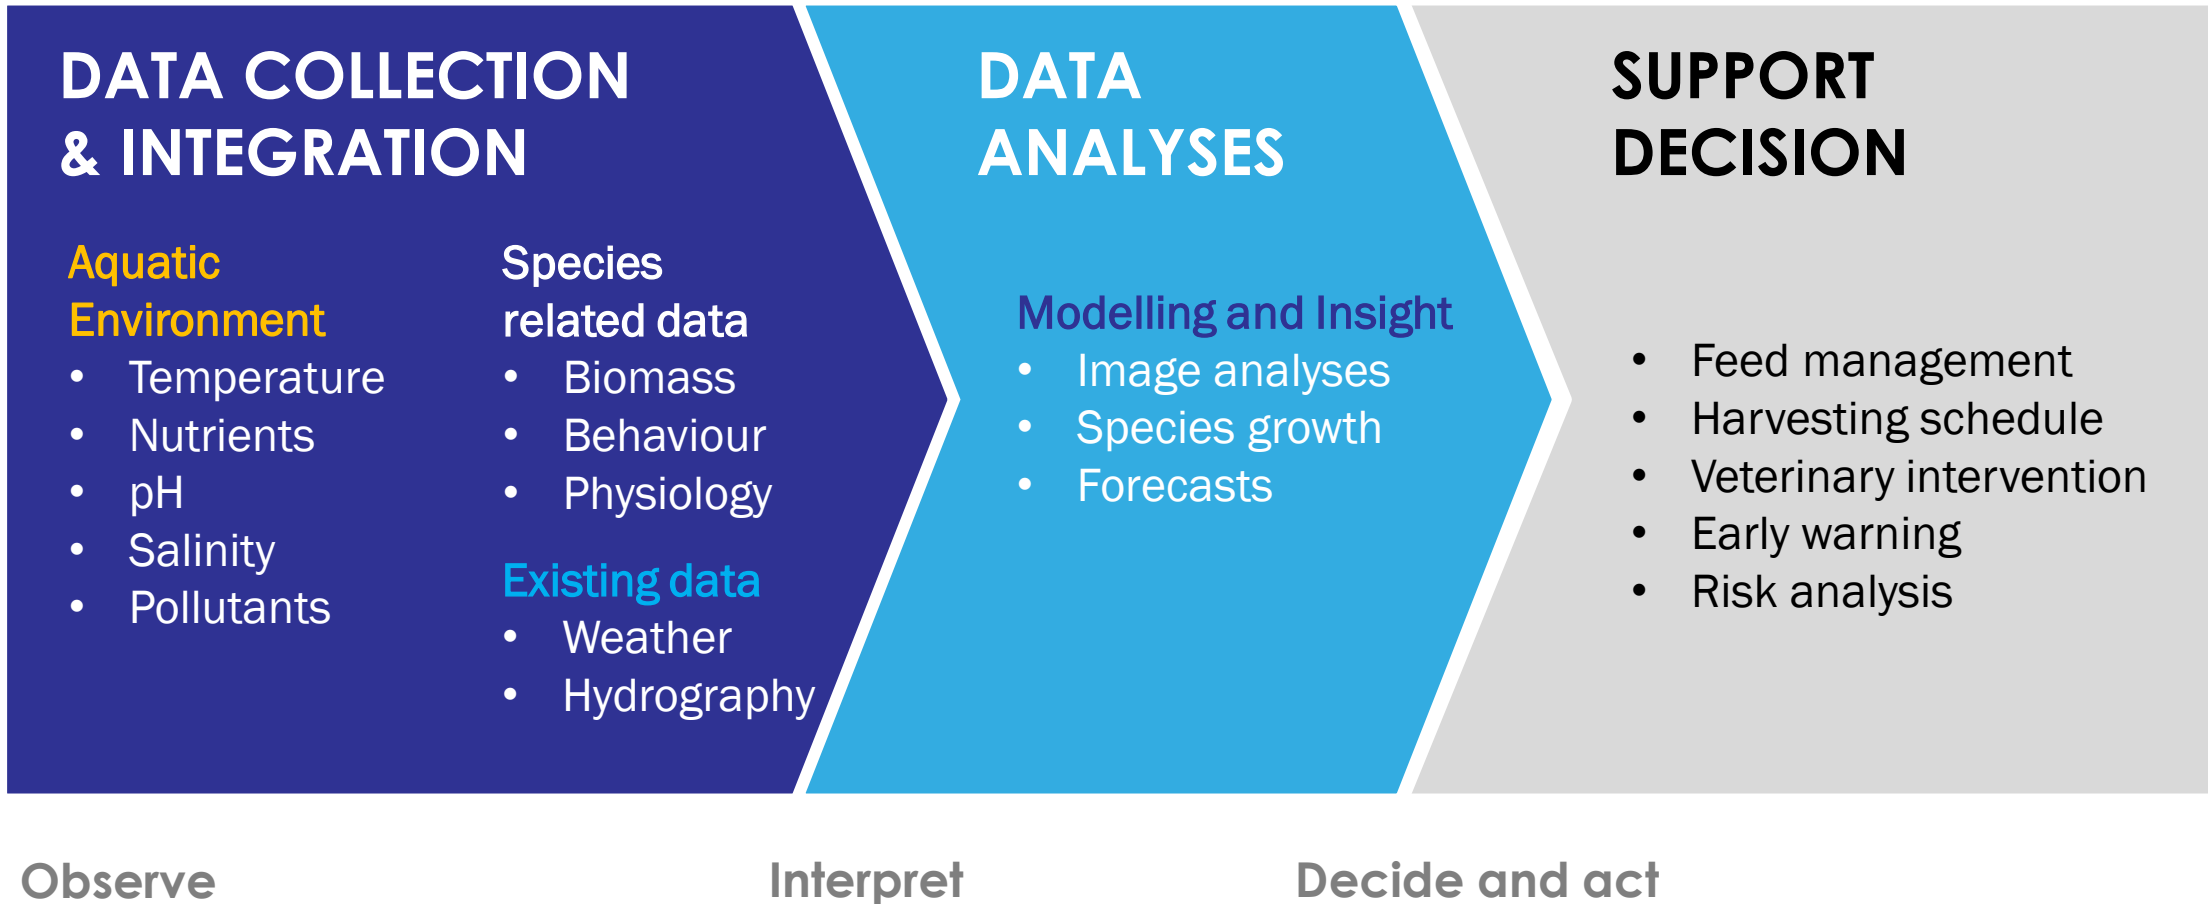 DATA COLLECTION
& INTEGRATION
Aquatic
Environment
• Temperature
• Nutrients
• pH
• Salinity
• Pollutants
Species
related data
• Biomass
• Behaviour
• Physiology
Existing data
• Weather
• Hydrography
DATA
ANALYSES
Modelling and Insight
• Image analyses
• Species growth
• Forecasts
SUPPORT
DECISION
• Feed management
• Harvesting schedule
• Veterinary intervention
• Early warning
• Risk analysis
Observe
Interpret
Decide and act